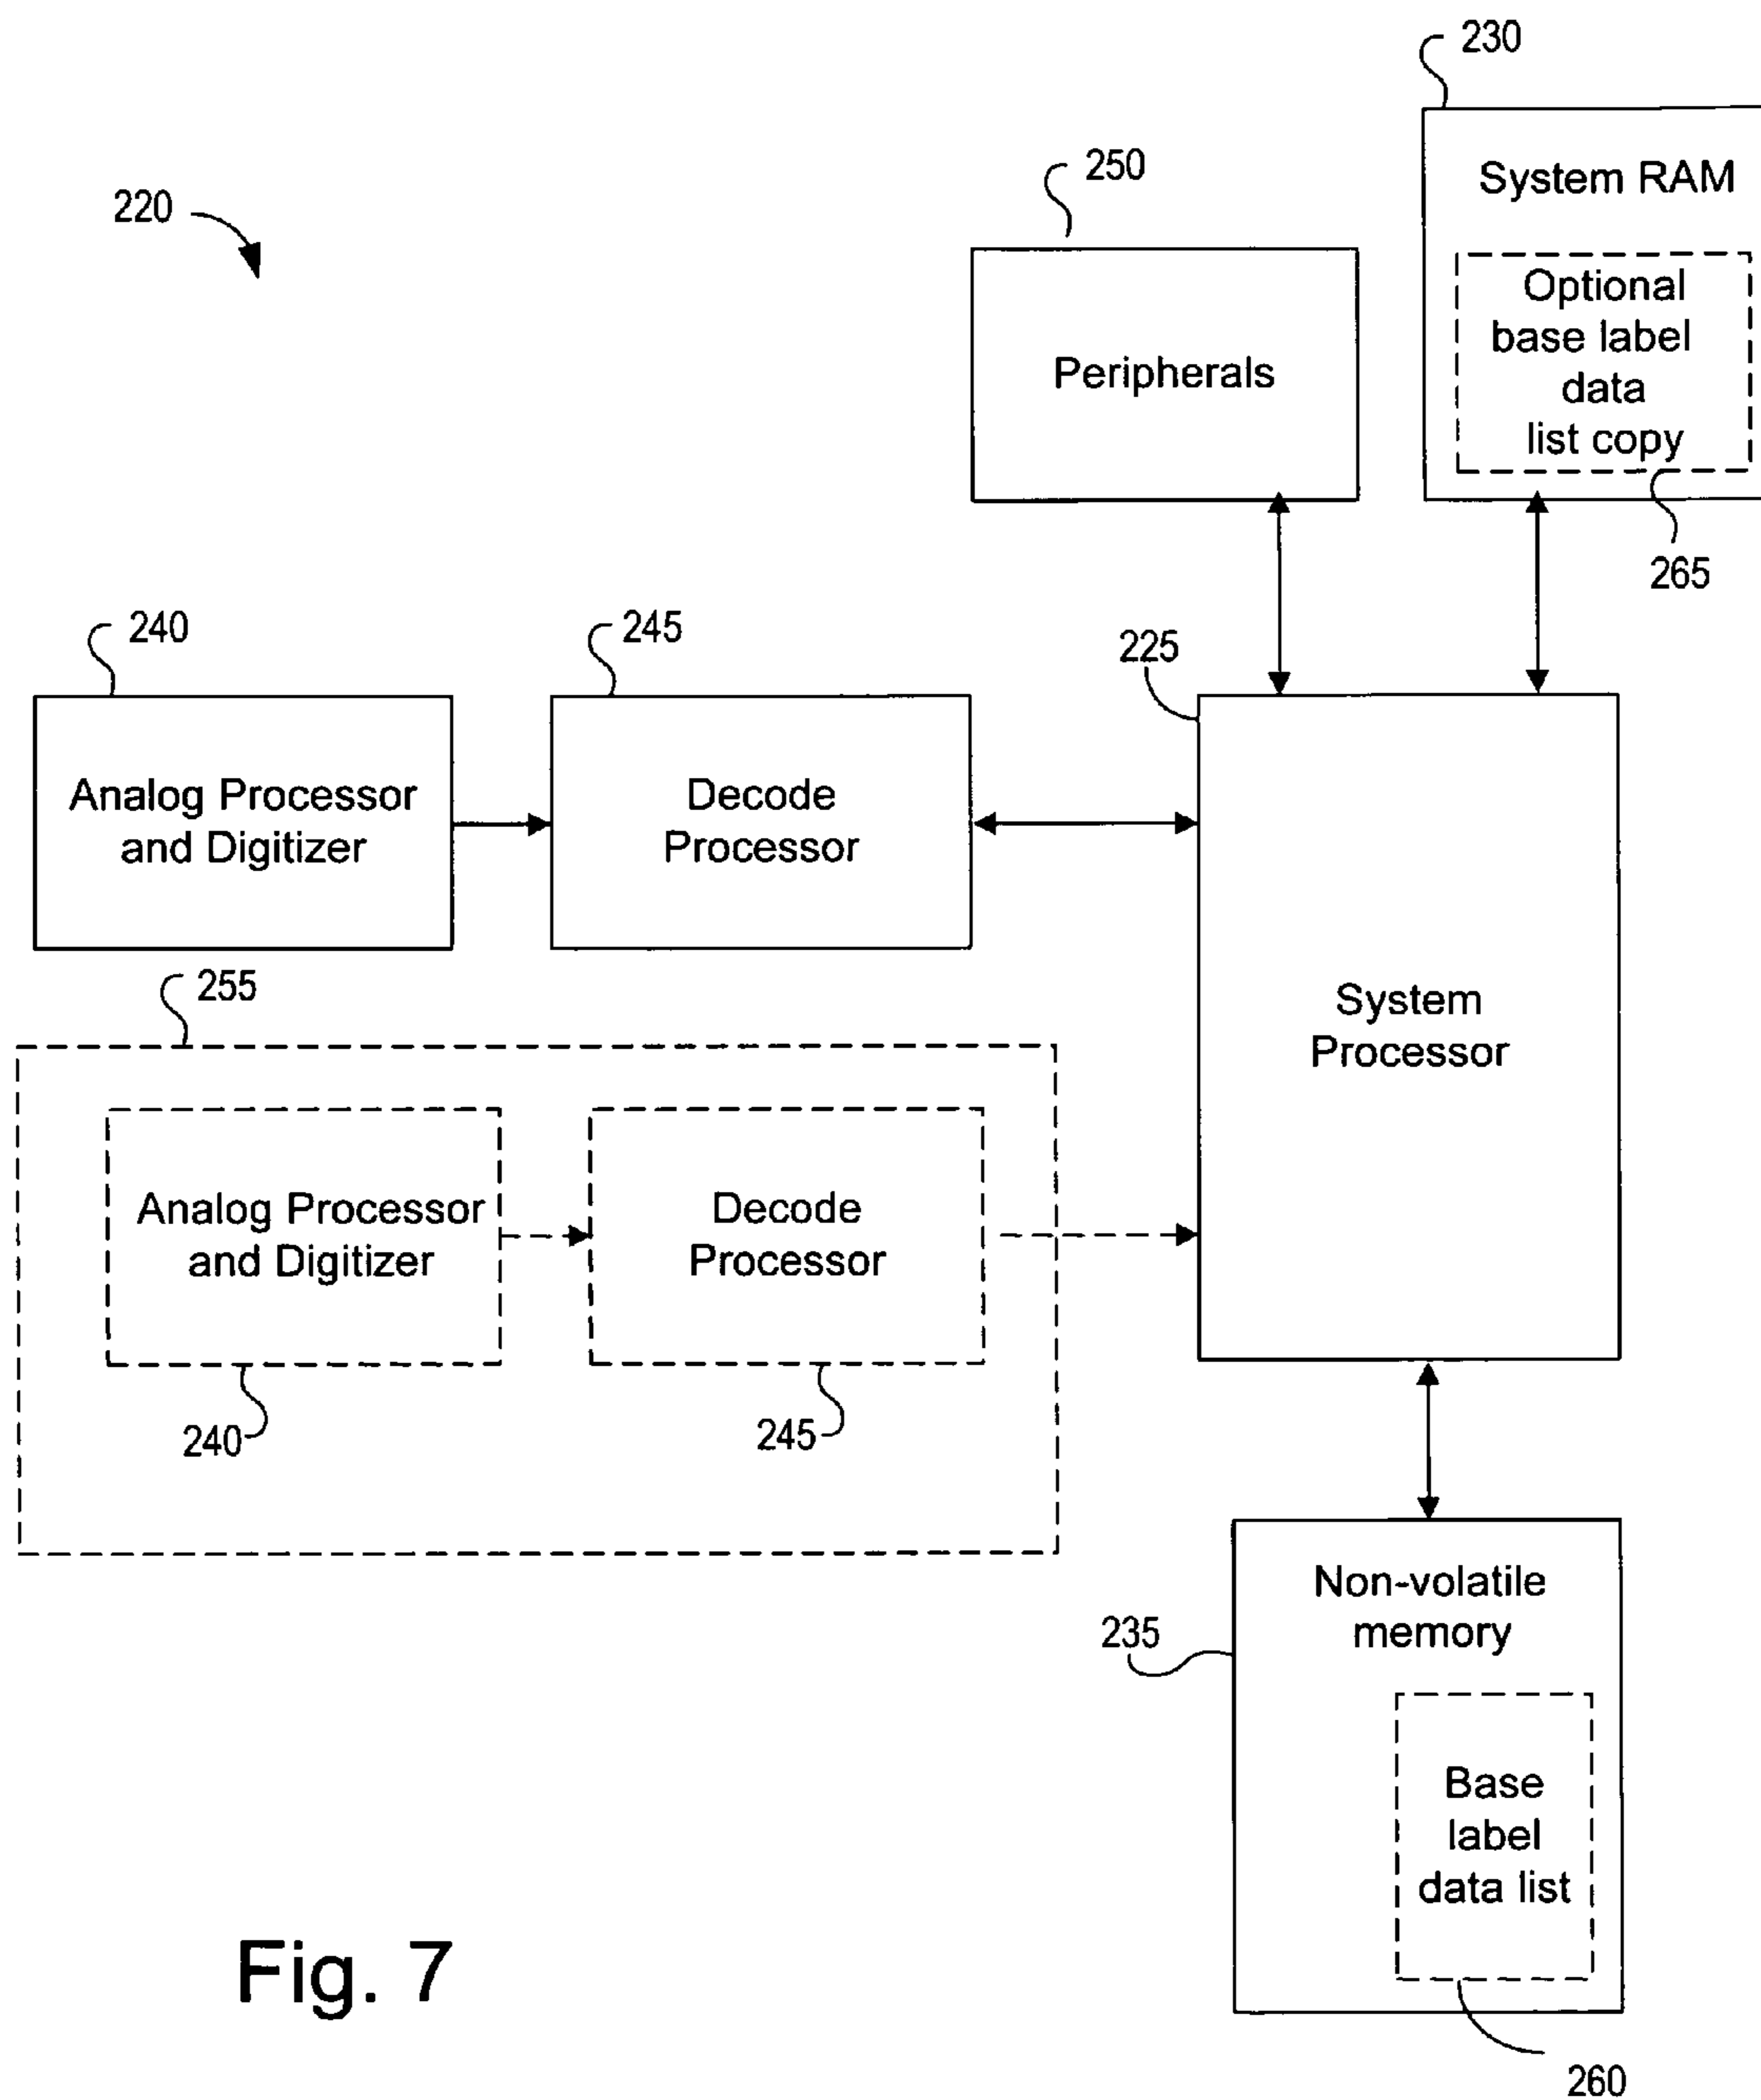 230
250
System RAM
220
Optional
base label
data
list copy
Peripherals
265
240
245
225
Analog Processor
and Digitizer
Decode
Processor
System
Processor
255
Analog Processor
and Digitizer
Decode
Processor
240
245
Non-volatile
memory
235
Base
label
data list
Fig. 7
260